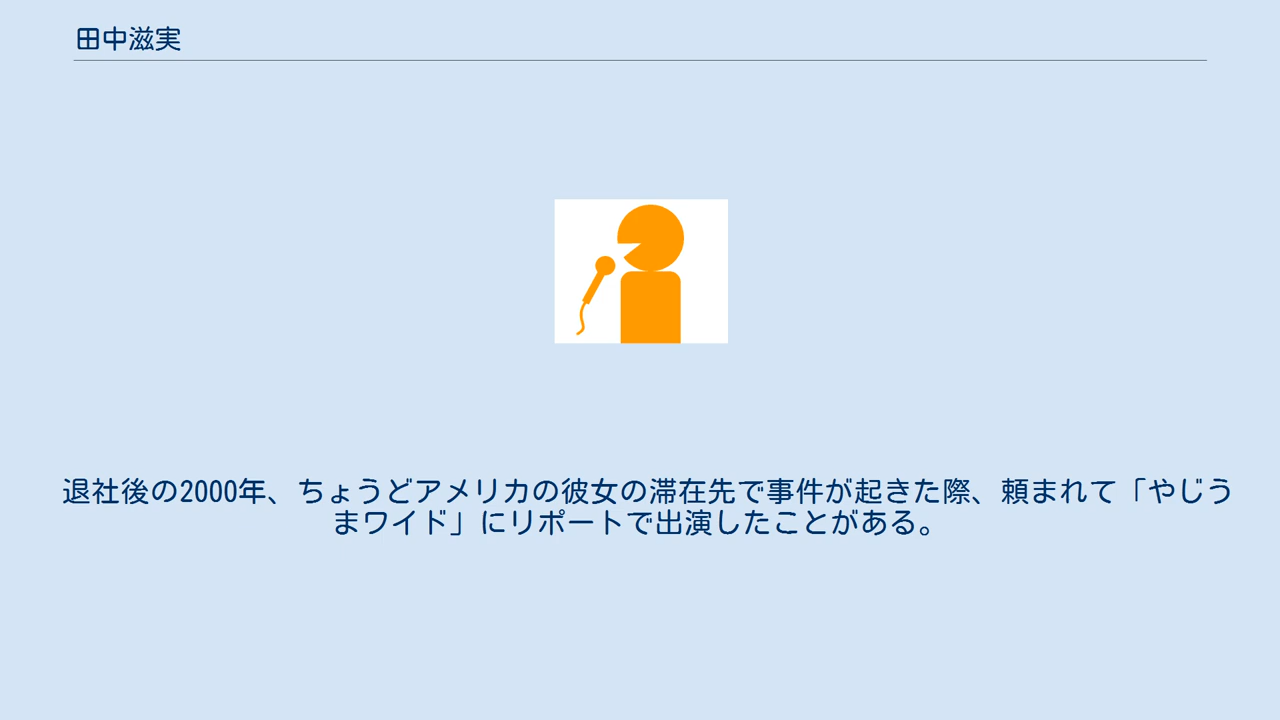 田中滋実
退社後の2000年、ちょうどアメリカの彼女の滞在先で事件が起きた際、頼まれて「やじう
まワイド」にリポートで出演したことがある。